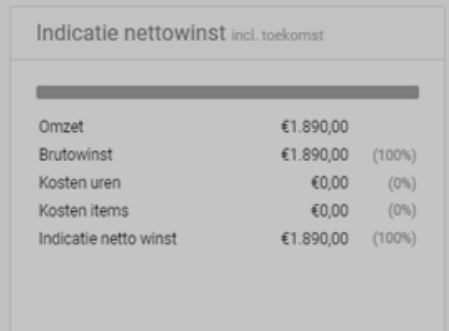 Indicatie nettowinst incl. toekomst
Omzet €1.890,00
Brutowinst €1.890,00 (100%)
Kosten uren €0,00 (0%)
Kosten items €0,00 (0%)
Indicatie netto winst €1.890,00 (100%)